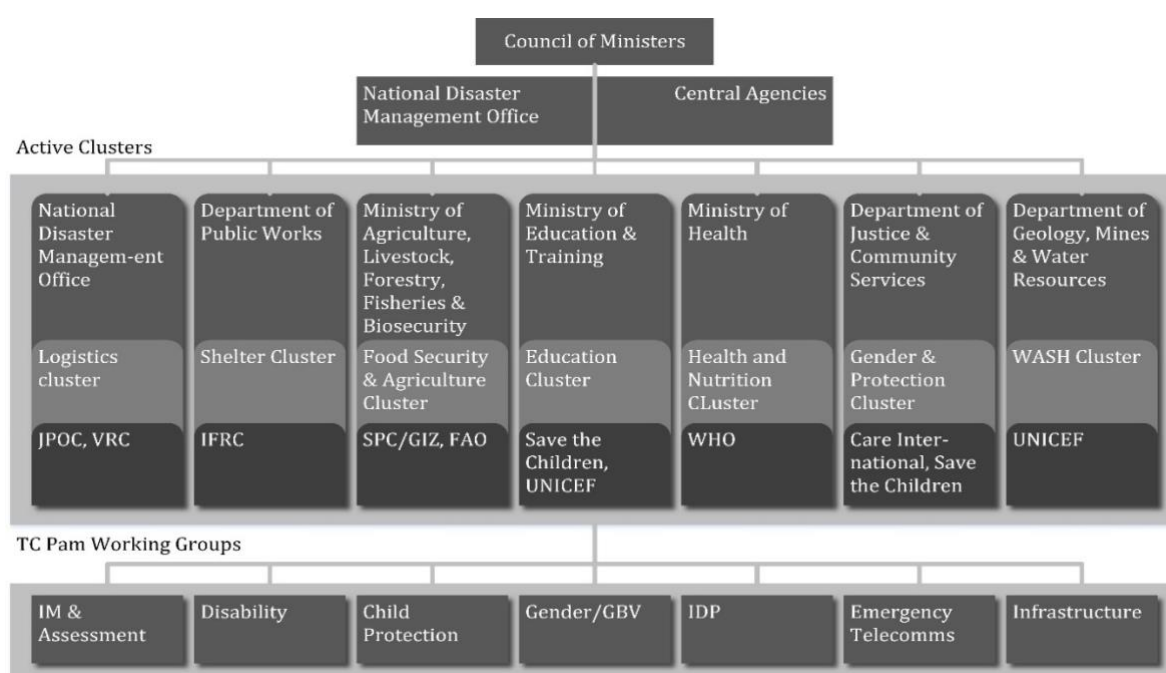 Council of Ministers
National Disaster
Management Office
Central Agencies
Active Clusters
National
Disaster
Managem-ent
Office
Department of
Public Works
Ministry of
Agriculture,
Livestock,
Forestry,
Fisheries &
Biosecurity
Ministry of
Education &
Training
Ministry of
Health
Department of
Justice &
Community
Services
Department of
Geology, Mines
& Water
Resources
Logistics
cluster
Shelter Cluster
Food Security
& Agriculture
Cluster
Education
Cluster
Health and
Nutrition
CLuster
Gender &
Protection
Cluster
WASH Cluster
JPOC, VRC
IFRC
SPC/GIZ, FAO
Save the
Children,
UNICEF
WHO
Care Inter-
national, Save
the Children
UNICEF
TC Pam Working Groups
IM &
Assessment
Disability
Child
Protection
Gender/GBV
IDP
Emergency
Telecomms
Infrastructure